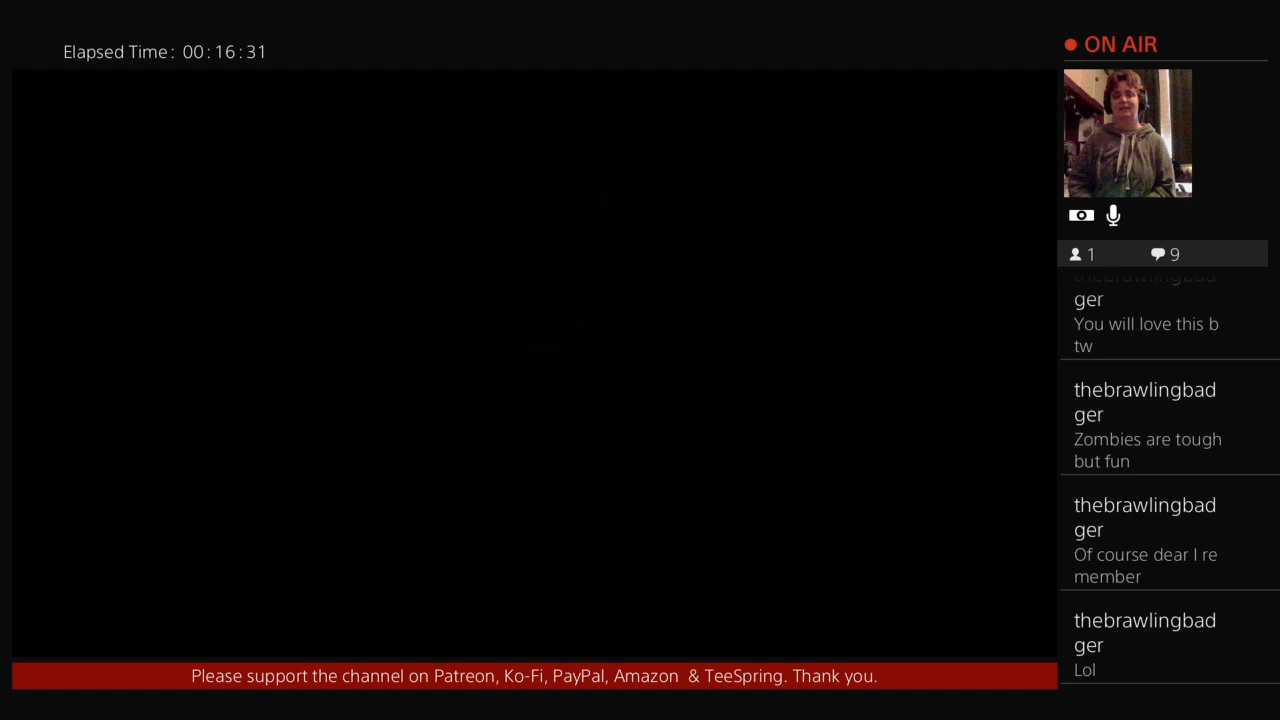 Elapsed Time: 00:16:31
ON AIR
1
9
thebrawlingbad
ger
You will love this b
tw
thebrawlingbad
ger
Zombies are tough
but fun
thebrawlingbad
ger
Of course dear I re
member
thebrawlingbad
ger
Lol
Please support the channel on Patreon, Ko-Fi, PayPal, Amazon & TeeSpring. Thank you.